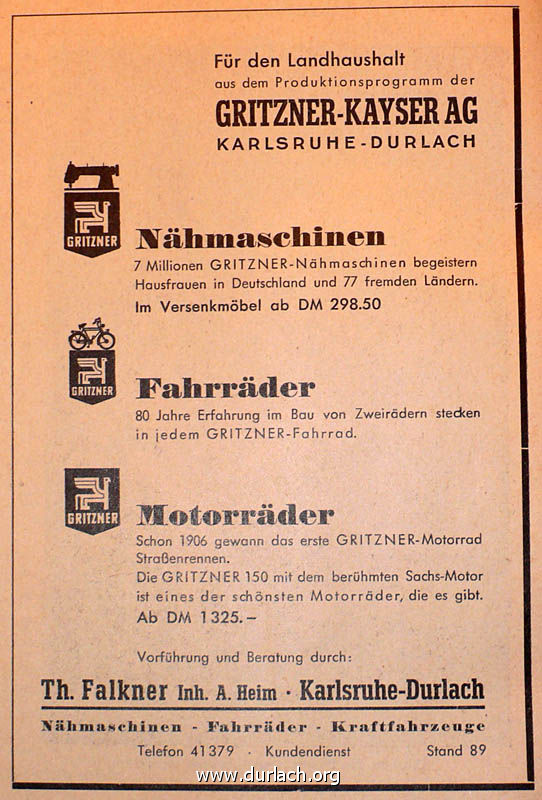 Für den Landhaushalt
aus dem Produktionsprogramm der
GRITZNER-KAYSER AG
KARLSRUHE-DURLACH
GRITZNER
Nähmaschinen
7 Millionen GRITZNER-Nähmaschinen begeistern
Hausfrauen in Deutschland und 77 fremden Ländern.
Im Versenkmöbel ab DM 298.50
GRITZNER
Fahrräder
80 Jahre Erfahrung im Bau von Zweirädern stecken
in jedem GRITZNER-Fahrrad.
GRITZNER
Motorräder
Schon 1906 gewann das erste GRITZNER-Motorrad
Straßenrennen.
Die GRITZNER 150 mit dem berühmten Sachs-Motor
ist eines der schönsten Motorräder, die es gibt.
Ab DM 1325.–
Vorführung und Beratung durch:
Th. Falkner Inh. A. Heim · Karlsruhe-Durlach
Nähmaschinen - Fahrräder - Kraftfahrzeuge
Telefon 41379 · Kundendienst Stand 89
www.durlach.org